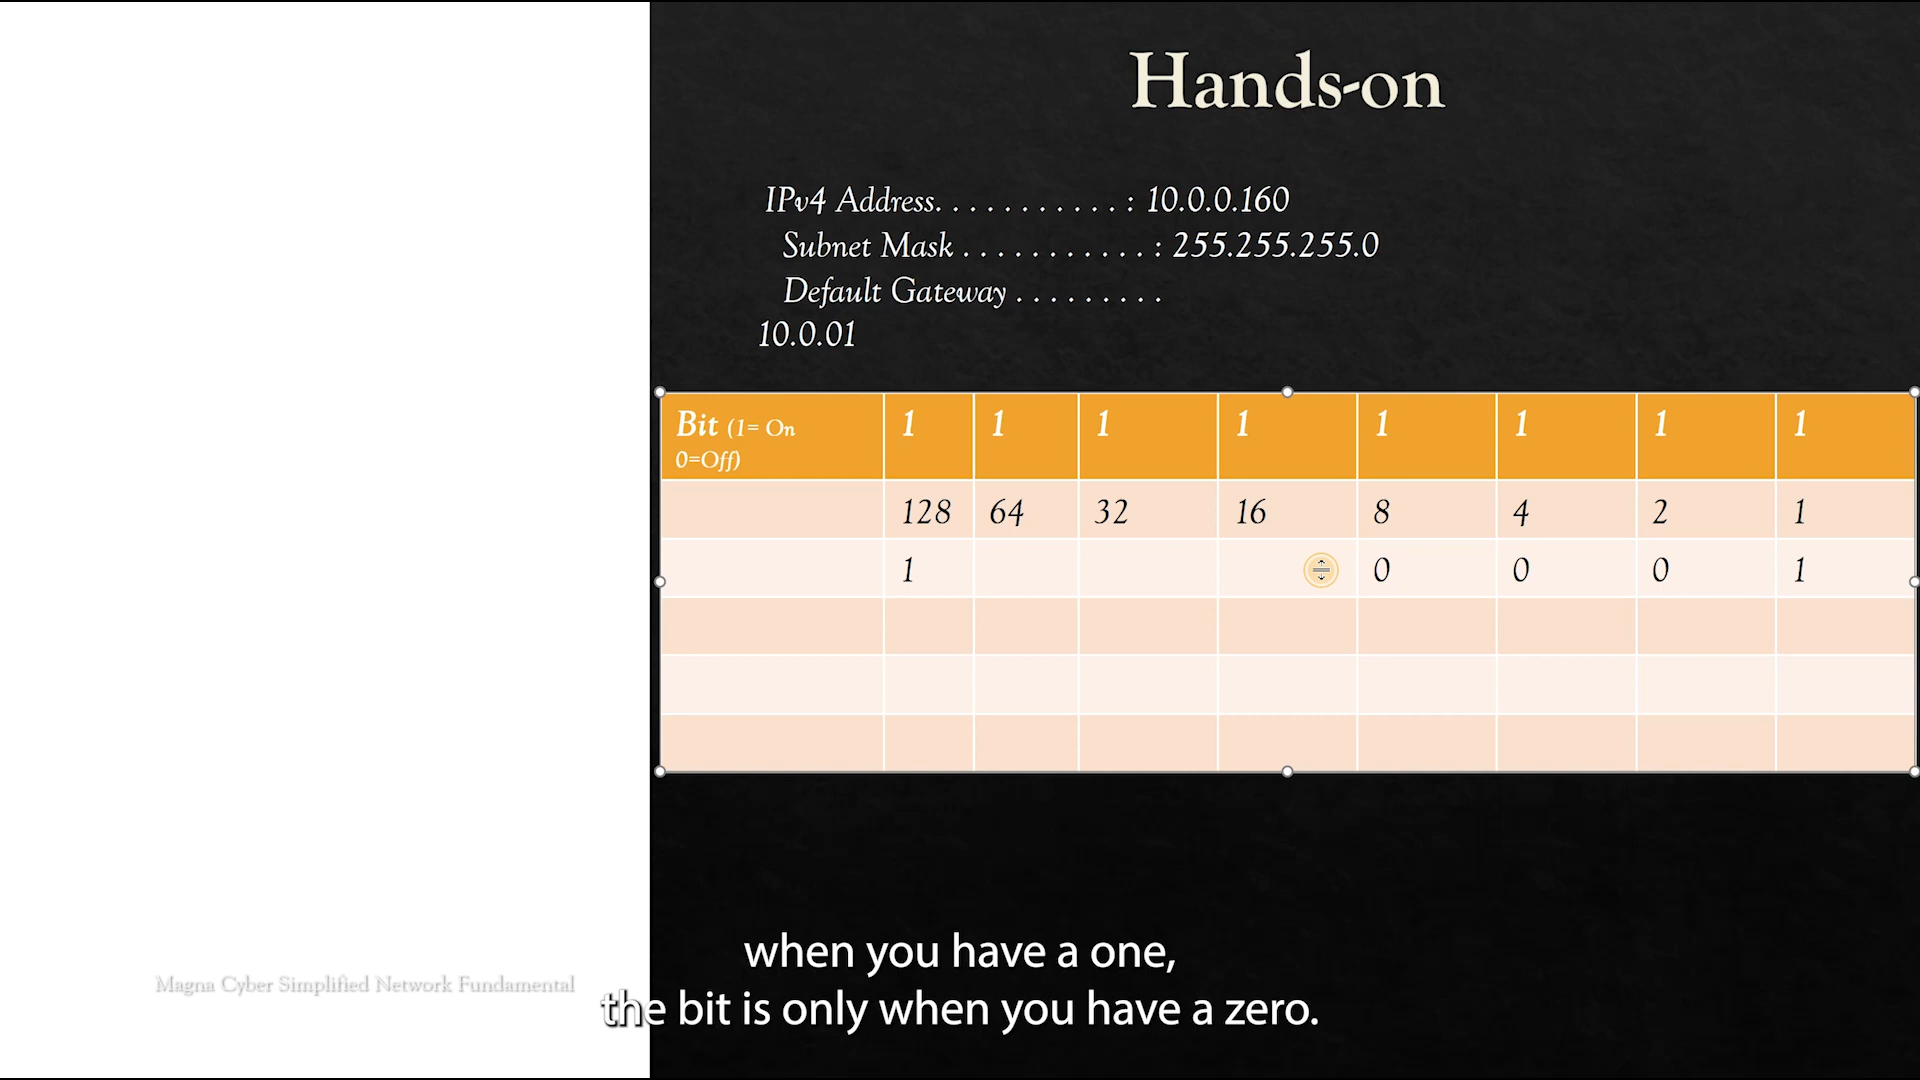 Hands-on
IPv4 Address. . . . . . . . . . . : 10.0.0.160
Subnet Mask . . . . . . . . . . . : 255.255.255.0
Default Gateway . . . . . . . . .
10.0.01
Bit (1= On 1 1 1 1 1 1 1 1
0=Off)
128 64 32 16 8 4 2 1
1 0 0 0 1
Magna Cyber Simplified Network Fundamental
when you have a one,
the bit is only when you have a zero.